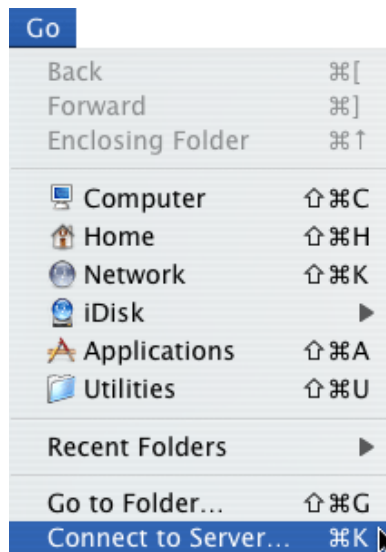 Go
Back ⌘[
Forward ⌘]
Enclosing Folder ⌘↑
Computer ⇧⌘C
Home ⇧⌘H
Network ⇧⌘K
iDisk ▶
Applications ⇧⌘A
Utilities ⇧⌘U
Recent Folders ▶
Go to Folder... ⇧⌘G
Connect to Server... ⌘K